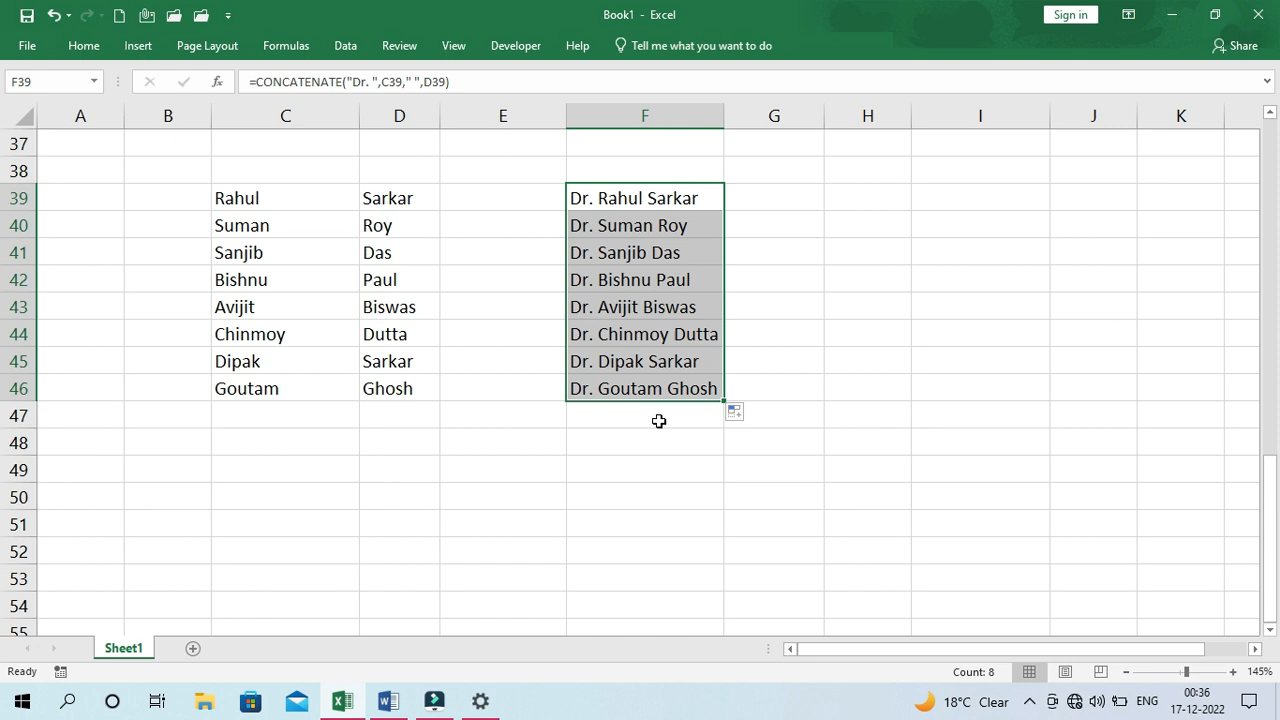 Book1 - Excel
Sign in
File Home Insert Page Layout Formulas Data Review View Developer Help Tell me what you want to do Share
F39 fx =CONCATENATE("Dr. ",C39," ",D39)
A B C D E F G H I J K
37
38
39 Rahul Sarkar Dr. Rahul Sarkar
40 Suman Roy Dr. Suman Roy
41 Sanjib Das Dr. Sanjib Das
42 Bishnu Paul Dr. Bishnu Paul
43 Avijit Biswas Dr. Avijit Biswas
44 Chinmoy Dutta Dr. Chinmoy Dutta
45 Dipak Sarkar Dr. Dipak Sarkar
46 Goutam Ghosh Dr. Goutam Ghosh
47
48
49
50
51
52
53
54
55
Sheet1
Ready Count: 8 145%
18°C Clear ENG 00:36
17-12-2022